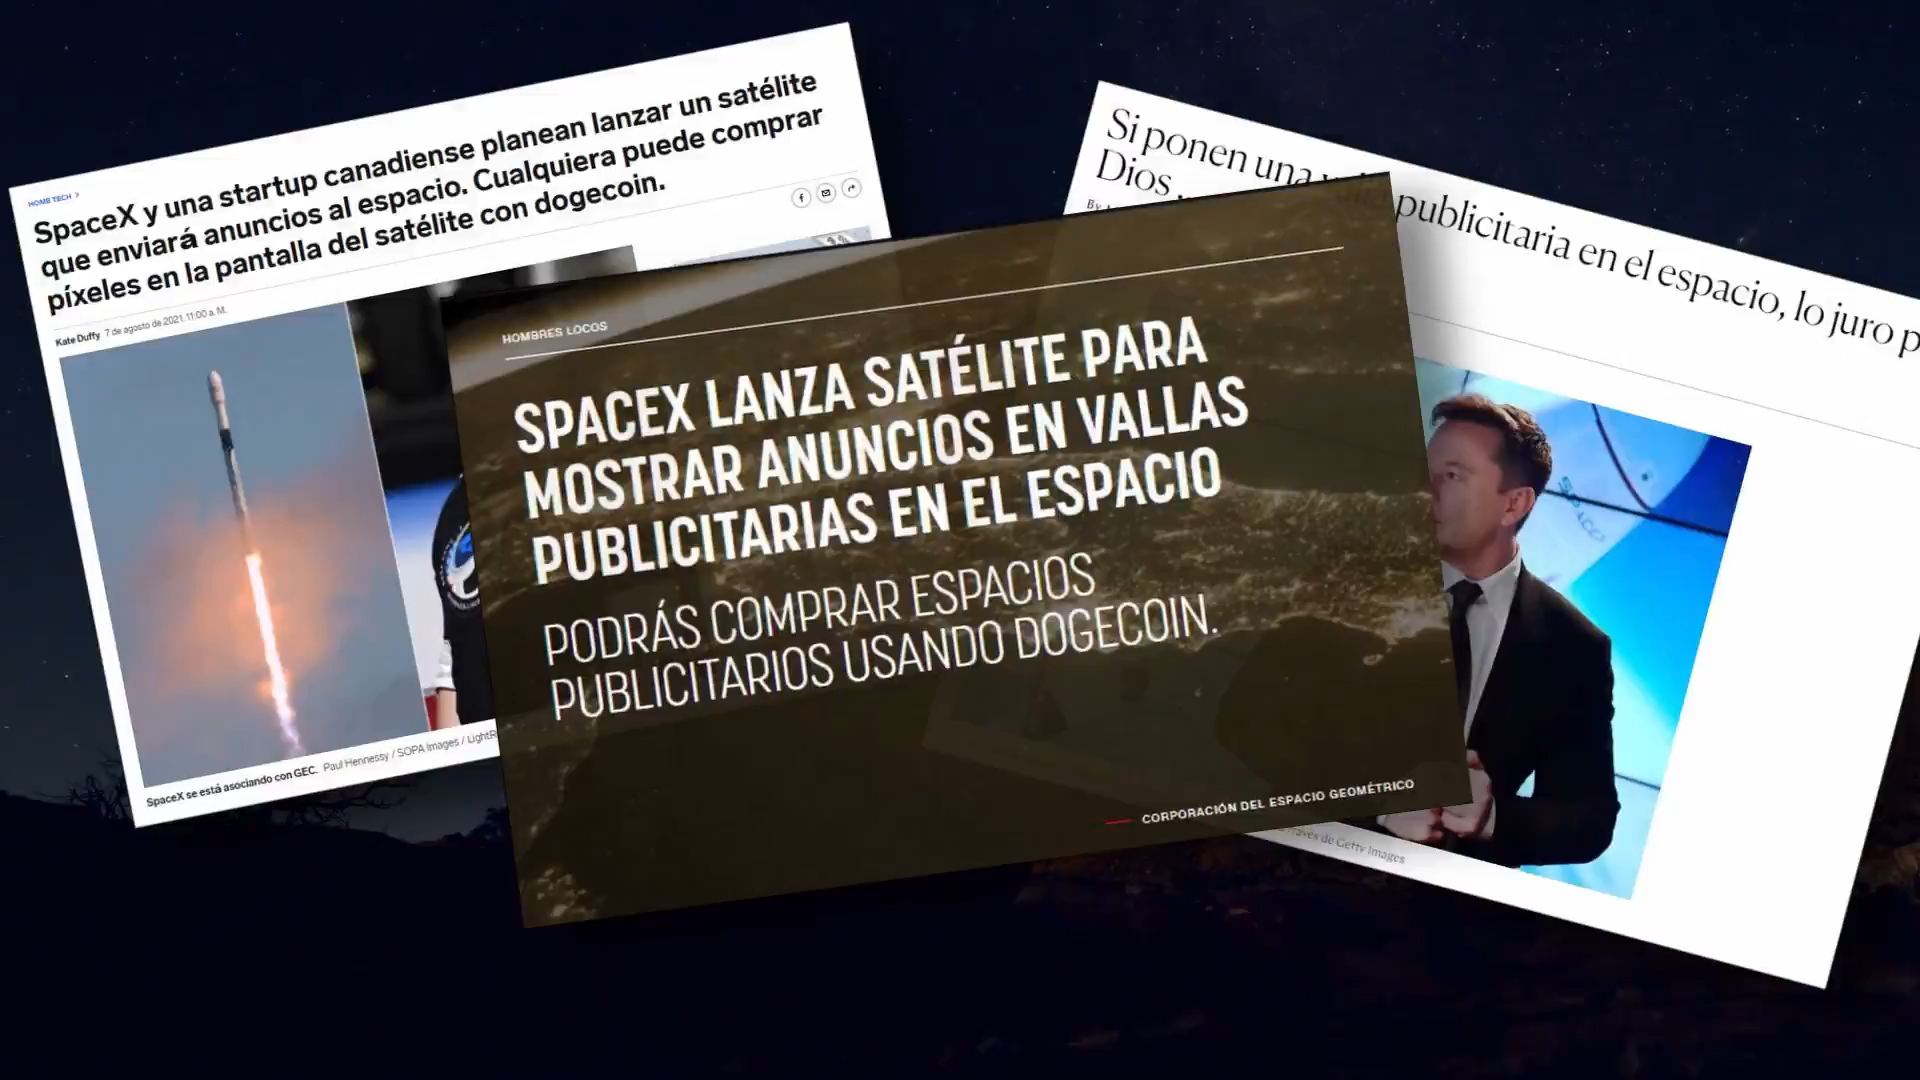 HOME TECH >
SpaceX y una startup canadiense planean lanzar un satélite
que enviará anuncios al espacio. Cualquiera puede comprar
píxeles en la pantalla del satélite con dogecoin.
Kate Duffy 7 de agosto de 2021, 11:00 a. M.
SpaceX se está asociando con GEC. Paul Hennessy / SOPA Images /
HOMBRES LOCOS
SPACEX LANZA SATÉLITE PARA
MOSTRAR ANUNCIOS EN VALLAS
PUBLICITARIAS EN EL ESPACIO
PODRÁS COMPRAR ESPACIOS
PUBLICITARIOS USANDO DOGECOIN.
CORPORACIÓN DEL ESPACIO GEOMÉTRICO
Si ponen una publicitaria en el espacio, lo juro
Dios
By
SPACEX
de Getty Images